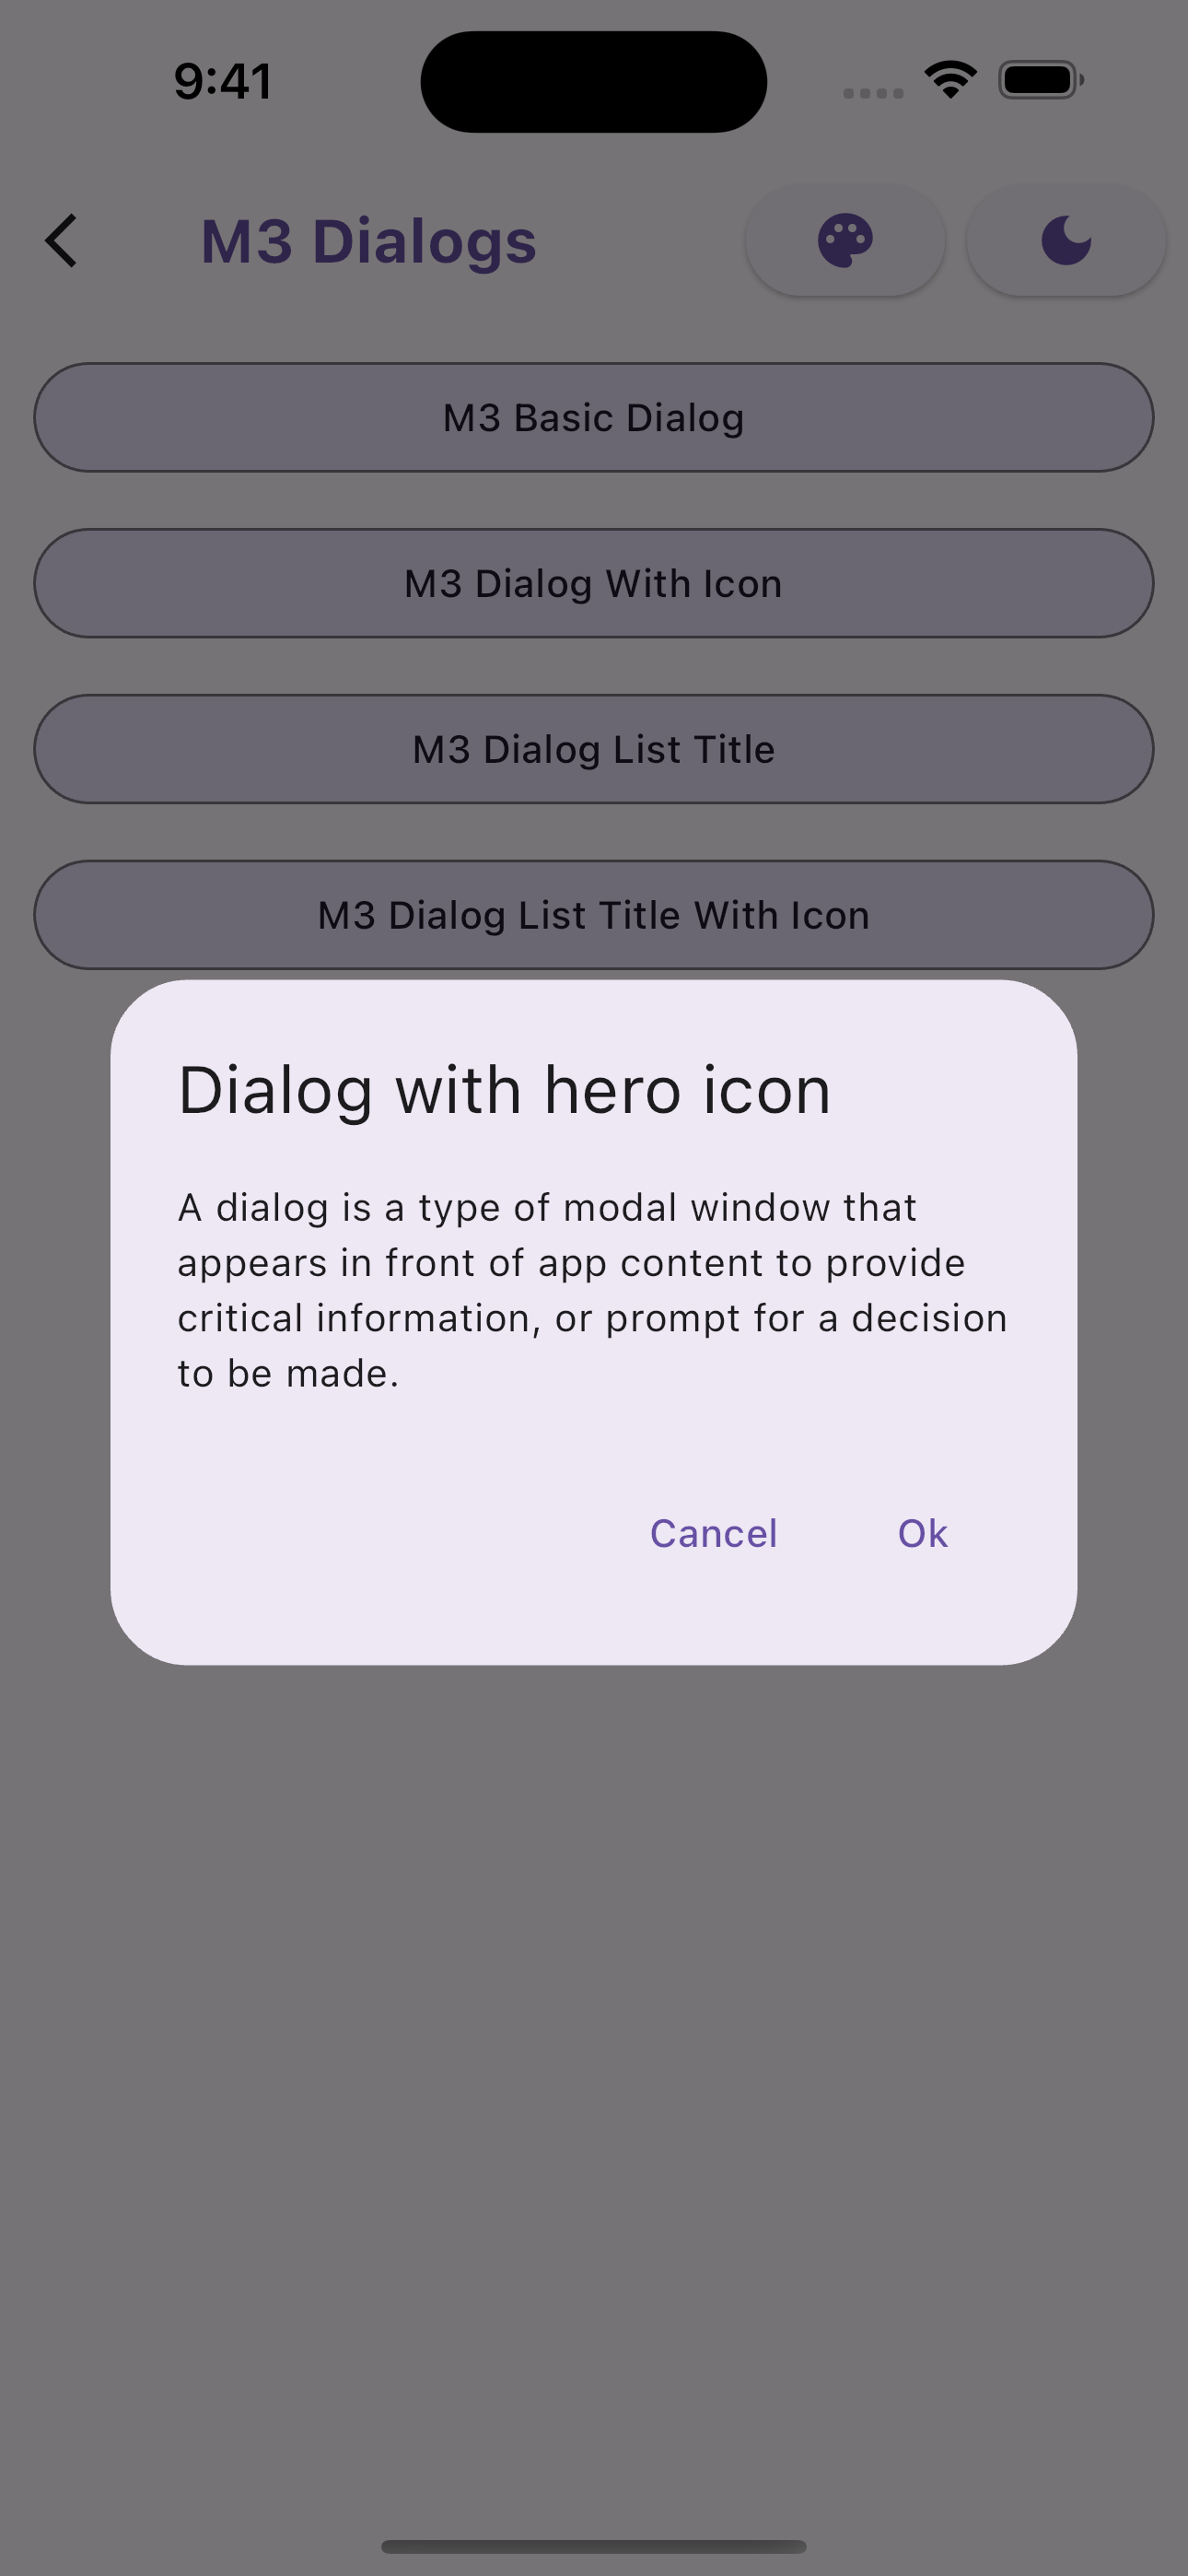 9:41
M3 Dialogs
M3 Basic Dialog
M3 Dialog With Icon
M3 Dialog List Title
M3 Dialog List Title With Icon
Dialog with hero icon
A dialog is a type of modal window that
appears in front of app content to provide
critical information, or prompt for a decision
to be made.
Cancel Ok